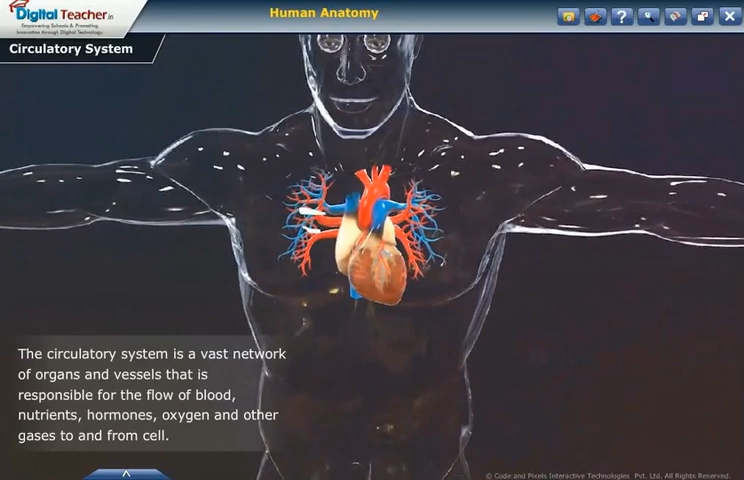 Digital Teacher.in
Empowering Schools & Promoting
Innovation through Digital Technology
Human Anatomy
Circulatory System
The circulatory system is a vast network
of organs and vessels that is
responsible for the flow of blood,
nutrients, hormones, oxygen and other
gases to and from cell.
© Code and Pixels Interactive Technologies Pvt. Ltd. All Rights Reserved.